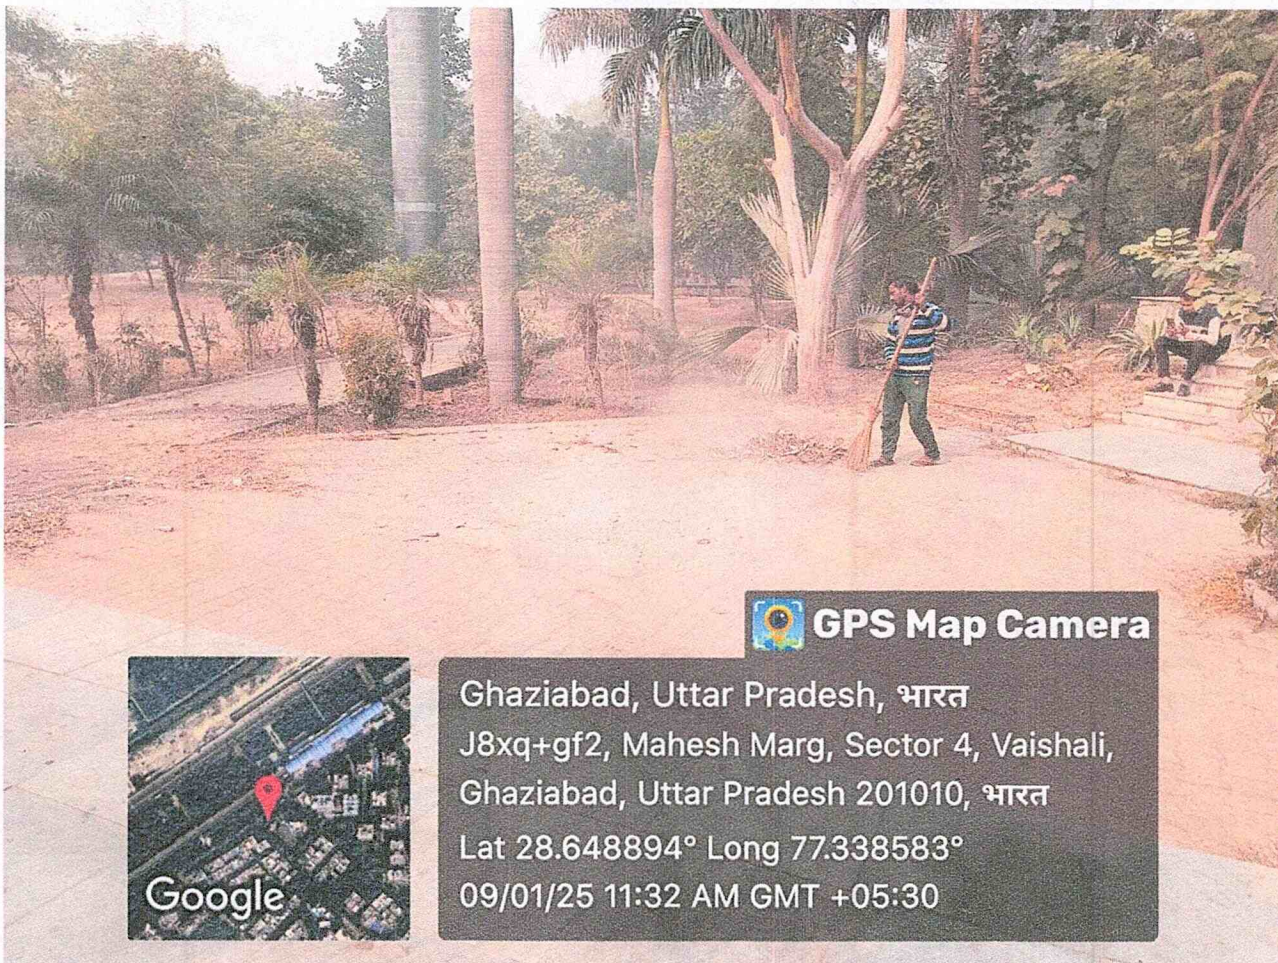 GPS Map Camera
Ghaziabad, Uttar Pradesh, भारत
J8xq+gf2, Mahesh Marg, Sector 4, Vaishali,
Ghaziabad, Uttar Pradesh 201010, भारत
Lat 28.648894° Long 77.338583°
09/01/25 11:32 AM GMT +05:30
Google